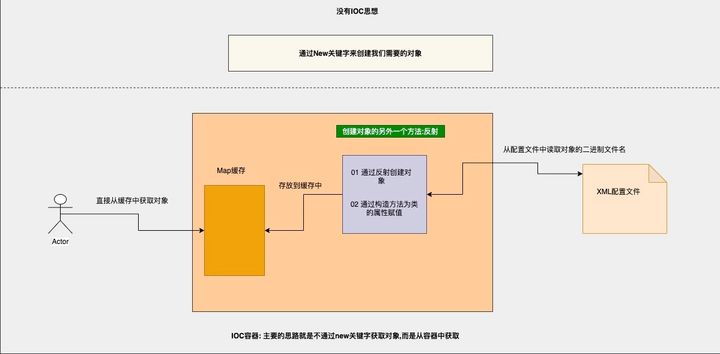 没有IOC思想
通过New关键字来创建我们需要的对象
创建对象的另外一个方法:反射
从配置文件中读取对象的二进制文件名
Map缓存
01 通过反射创建对
象
存放到缓存中
XML配置文件
直接从缓存中获取对象
02 通过构造方法为类
的属性赋值
Actor
IOC容器: 主要的思路就是不通过new关键字获取对象,而是从容器中获取